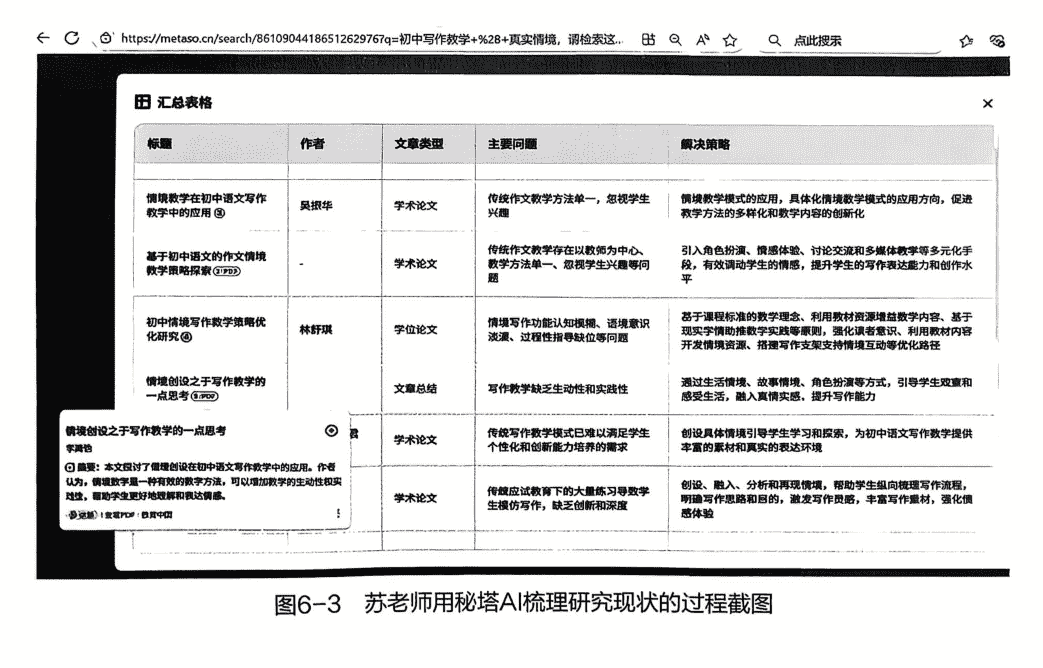 https://metaso.cn/search/8610904418651262976?q=初中写作教学+%28+真实情境，请检索这...
点此搜索
汇总表格
标题 作者 文章类型 主要问题 解决策略
情境教学在初中语文写作
教学中的应用③
吴振华
学术论文
传统作文教学方法单一，忽视学生
兴趣
情境教学模式的应用，具体化情境教学模式的应用方向，促进
教学方法的多样化和教学内容的创新化
基于初中语文的作文情境
教学策略探索
-
学术论文
传统作文教学存在以教师为中心、
教学方法单一、忽视学生兴趣等问
题
引入角色扮演、情感体验、讨论交流和多媒体教学等多元化手
段，有效调动学生的情感，提升学生的写作表达能力和创作水
平
初中情境写作教学策略优
化研究④
林舒琪
学位论文
情境写作功能认知模糊、语境意识
淡漠、过程性指导缺位等问题
基于课程标准的教学理念、利用教材资源增益教学内容、基于
现实学情助推教学实践等原则，强化读者意识、利用教材内容
开发情境资源、搭建写作支架支持情境互动等优化路径
情境创设之于写作教学的
一点思考
文章总结
写作教学缺乏生动性和实践性
通过生活情境、故事情境、角色扮演等方式，引导学生观察和
感受生活，融入真情实感，提升写作能力
学术论文
传统写作教学模式已难以满足学生
个性化和创新能力培养的需求
创设具体情境引导学生学习和探索，为初中语文写作教学提供
丰富的素材和真实的表达环境
学术论文
传统应试教育下的大量练习导致学
生模仿写作，缺乏创新和深度
创设、融入、分析和再现情境，帮助学生纵向梳理写作流程，
明确写作思路和目的，激发写作灵感，丰富写作素材，强化情
感体验
情境创设之于写作教学的一点思考
摘要：本文探讨了情境创设在初中语文写作教学中的应用。作者
认为，情境教学是一种有效的教学方法，可以增加教学的生动性和实
践性，帮助学生更好地理解和表达情感。
图6-3 苏老师用秘塔AI梳理研究现状的过程截图